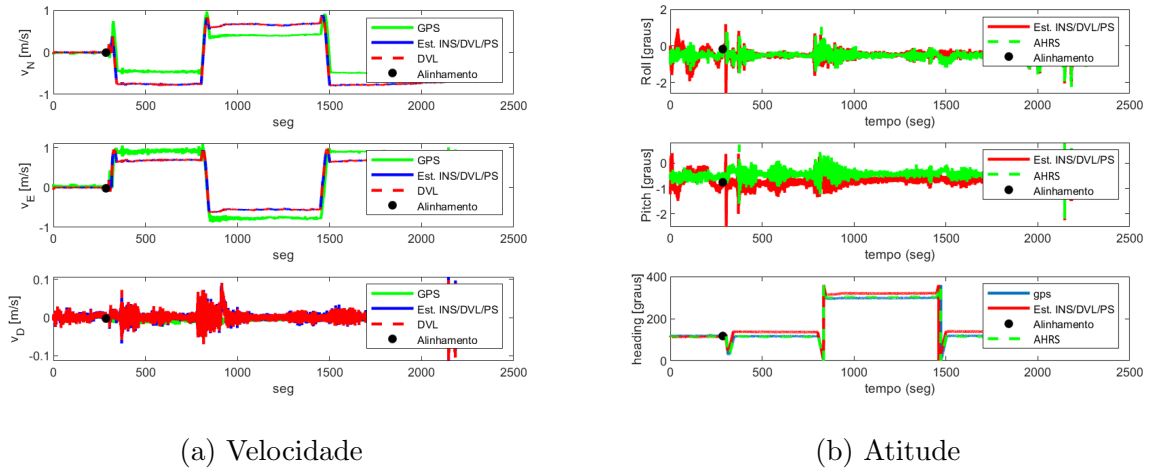 1
0
-1
v_N [m/s]
0 500 1000 1500 2000 2500
seg
GPS
Est. INS/DVL/PS
DVL
Alinhamento
1
0
-1
v_E [m/s]
0 500 1000 1500 2000 2500
seg
GPS
Est. INS/DVL/PS
DVL
Alinhamento
0.1
0
-0.1
v_D [m/s]
0 500 1000 1500 2000 2500
seg
GPS
Est. INS/DVL/PS
DVL
Alinhamento
(a) Velocidade
2
0
-2
Roll [graus]
0 500 1000 1500 2000 2500
tempo (seg)
Est. INS/DVL/PS
AHRS
Alinhamento
0
-1
-2
Pitch [graus]
0 500 1000 1500 2000 2500
tempo (seg)
Est. INS/DVL/PS
AHRS
Alinhamento
400
200
0
heading [graus]
0 500 1000 1500 2000 2500
tempo (seg)
gps
Est. INS/DVL/PS
Alinhamento
AHRS
(b) Atitude